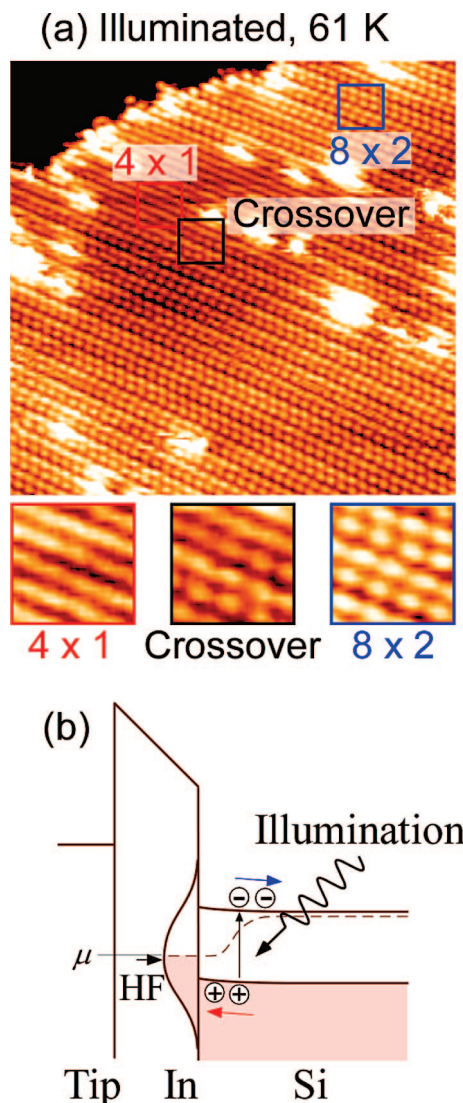 (a) Illuminated, 61 K
4 x 1
8 x 2
Crossover
4 x 1
Crossover
8 x 2
(b)
Illumination
μ
HF
Tip
In
Si